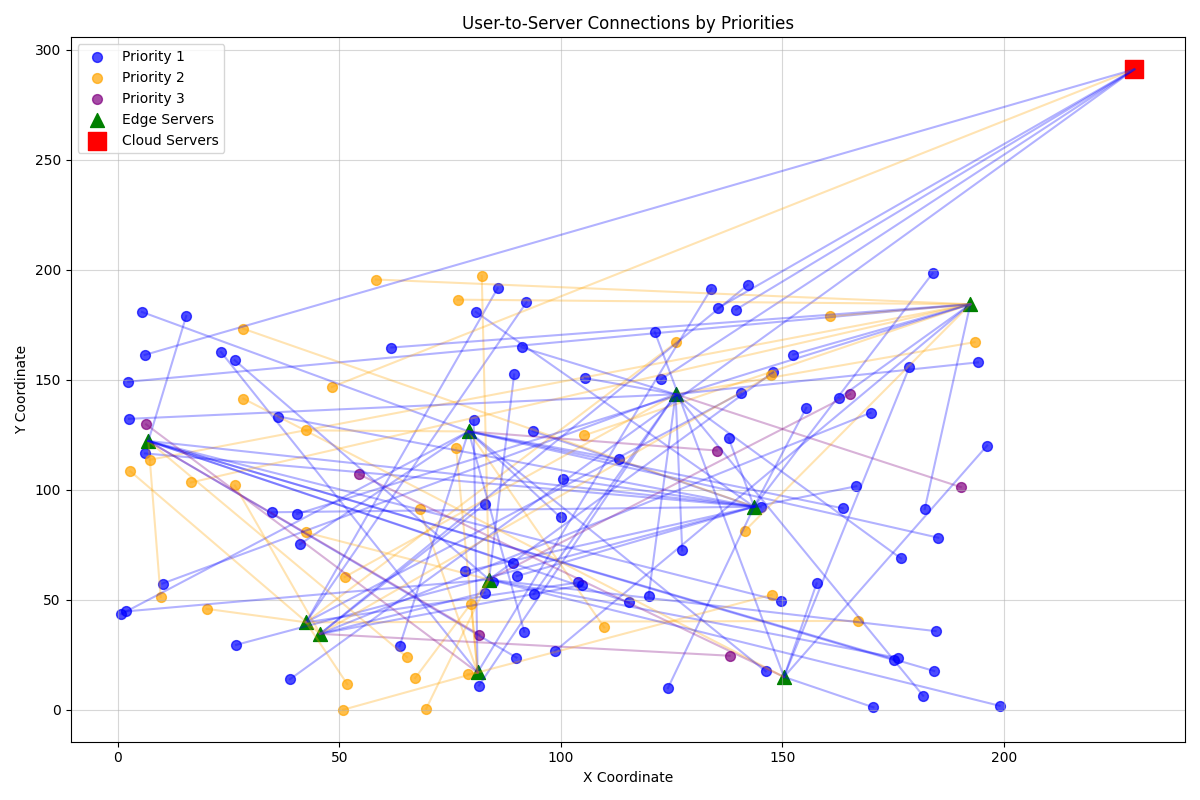 User-to-Server Connections by Priorities
Priority 1
Priority 2
Priority 3
Edge Servers
Cloud Servers
Y Coordinate
300
250
200
150
100
50
0
0
50
100
150
200
X Coordinate